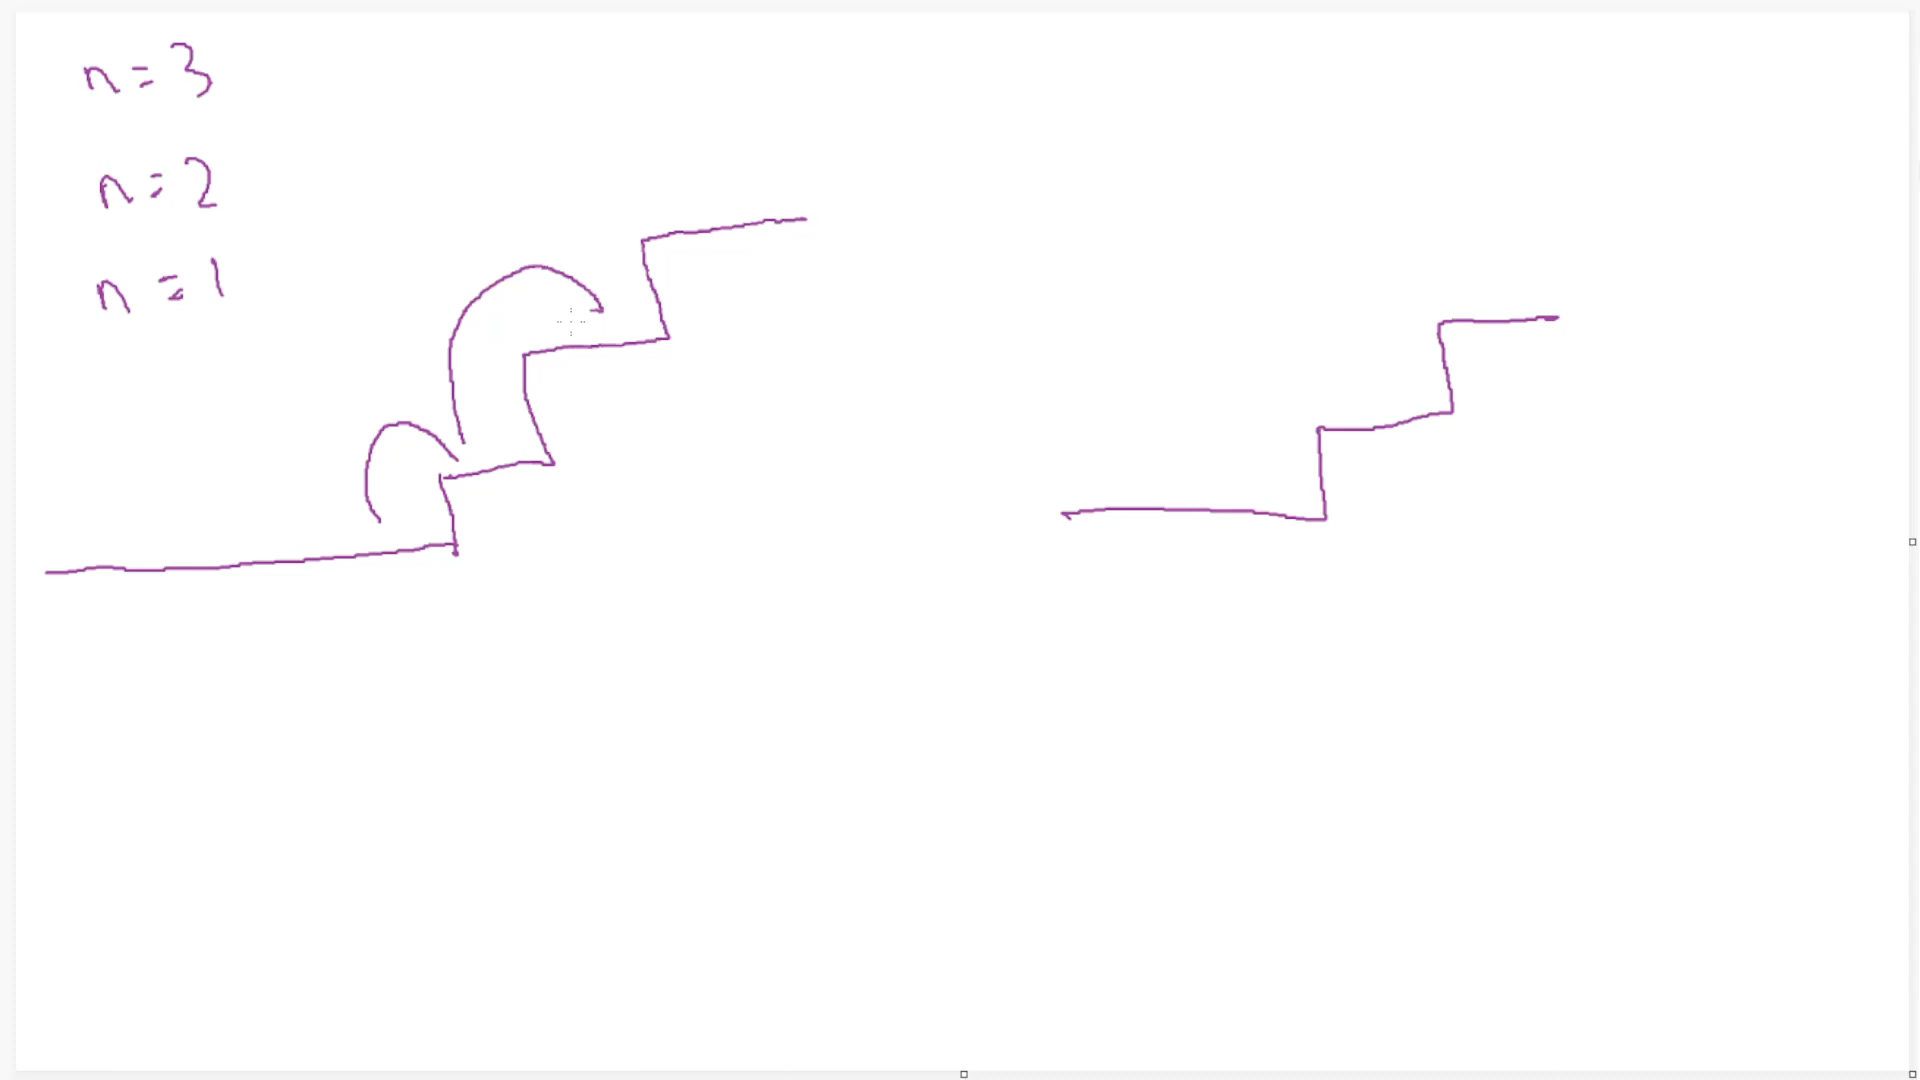 n = 3
n = 2
n = 1